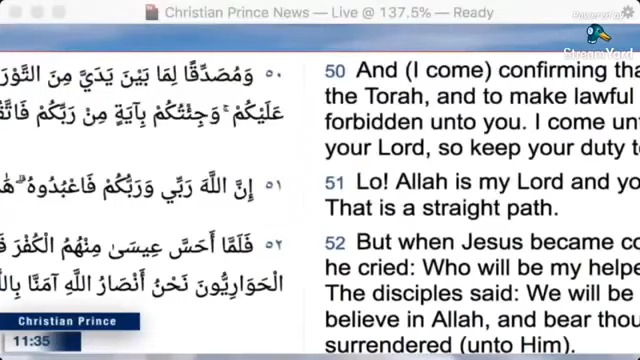 Christian Prince News — Live @ 137.5% — Ready
Powered by
StreamYard
٥٠ وَمُصَدِّقًا لِمَا بَيْنَ يَدَيَّ مِنَ التَّوْرَ
عَلَيْكُمْ ۚ وَجِئْتُكُمْ بِآيَةٍ مِنْ رَبِّكُمْ فَاتَّقُ
٥١ إِنَّ اللَّهَ رَبِّي وَرَبُّكُمْ فَاعْبُدُوهُ ۗ هَٰ
٥٢ فَلَمَّا أَحَسَّ عِيسَىٰ مِنْهُمُ الْكُفْرَ قَ
الْحَوَارِيُّونَ نَحْنُ أَنْصَارُ اللَّهِ آمَنَّا بِال
50 And (I come) confirming tha
the Torah, and to make lawful
forbidden unto you. I come un
your Lord, so keep your duty t
51 Lo! Allah is my Lord and yo
That is a straight path.
52 But when Jesus became co
he cried: Who will be my helpe
The disciples said: We will be
believe in Allah, and bear thou
surrendered (unto Him).
Christian Prince
11:35